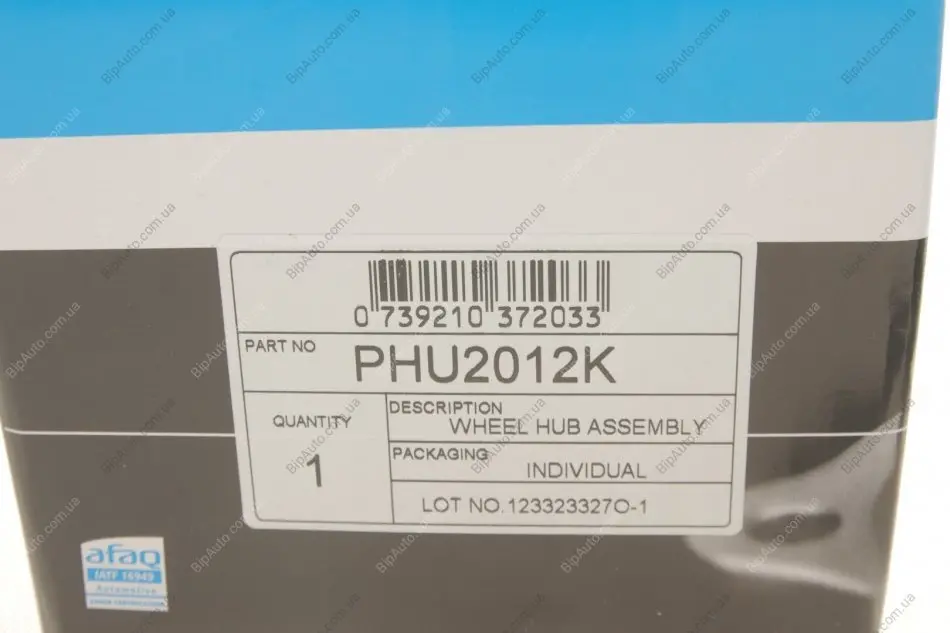 0 739210 372033
PART NO
PHU2012K
QUANTITY
1
DESCRIPTION
WHEEL HUB ASSEMBLY
PACKAGING
INDIVIDUAL
LOT NO.123323327O-1
afaq
IATF 16949
Automotive
BipAuto.com.ua